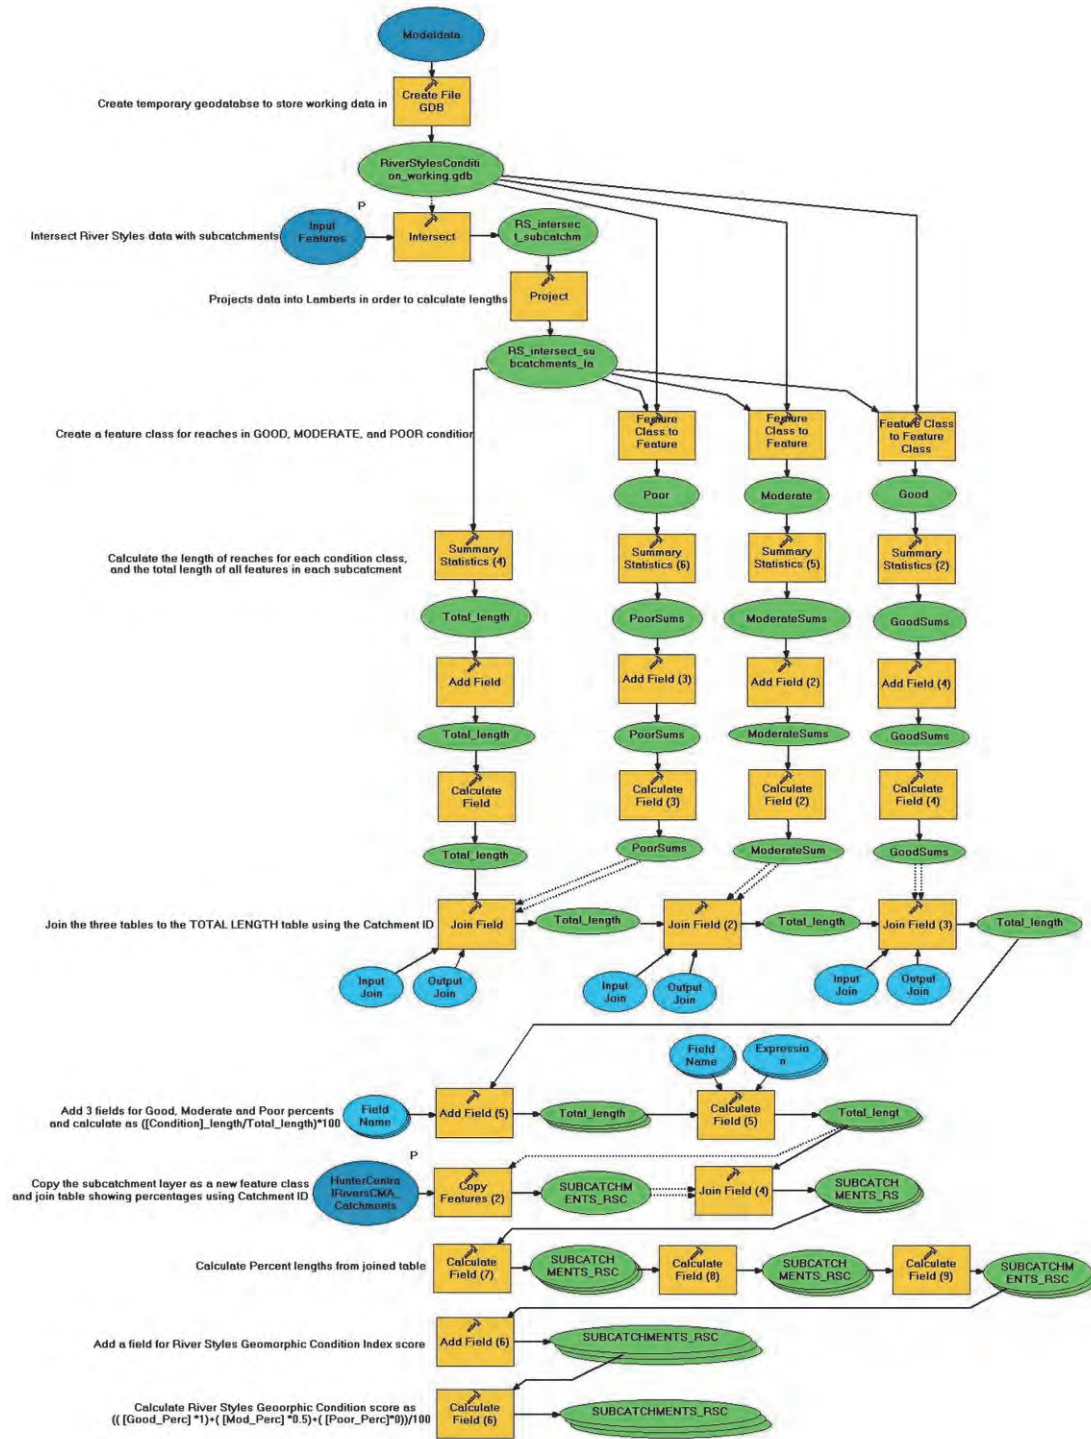 Modeldata
Create temporary geodatabse to store working data in
Create File
GDB
RiverStylesConditi
on_working.gdb
P
Intersect River Styles data with subcatchments
Input
Features
Intersect
RS_intersec
t_subcatchm
Projects data into Lamberts in order to calculate lengths
Project
RS_intersect_su
bcatchments_la
Create a feature class for reaches in GOOD, MODERATE, and POOR condition
Feature
Class to
Feature
Feature
Class to
Feature
Feature Class
to Feature
Class
Poor
Moderate
Good
Calculate the length of reaches for each condition class,
and the total length of all features in each subcatcment
Summary
Statistics (4)
Summary
Statistics (6)
Summary
Statistics (5)
Summary
Statistics (2)
Total_length
PoorSums
ModerateSums
GoodSums
Add Field
Add Field (3)
Add Field (2)
Add Field (4)
Total_length
PoorSums
ModerateSums
GoodSums
Calculate
Field
Calculate
Field (3)
Calculate
Field (2)
Calculate
Field (4)
Total_length
PoorSums
ModerateSum
GoodSums
Join the three tables to the TOTAL LENGTH table using the Catchment ID
Join Field
Total_length
Join Field (2)
Total_length
Join Field (3)
Total_length
Input
Join
Output
Join
Input
Join
Output
Join
Input
Join
Output
Join
Field
Name
Expressio
n
Add 3 fields for Good, Moderate and Poor percents
and calculate as ([Condition]_length/Total_length)*100
Field
Name
Add Field (5)
Total_length
Calculate
Field (5)
Total_lengt
P
Copy the subcatchment layer as a new feature class
and join table showing percentages using Catchment ID
HunterCentra
lRiversCMA_
Catchments
Copy
Features (2)
SUBCATCHM
ENTS_RSC
Join Field (4)
SUBCATCH
MENTS_RS
Calculate Percent lengths from joined table
Calculate
Field (7)
SUBCATCH
MENTS_RSC
Calculate
Field (8)
SUBCATCH
MENTS_RSC
Calculate
Field (9)
SUBCATCHM
ENTS_RSC
Add a field for River Styles Geomorphic Condition Index score
Add Field (6)
SUBCATCHMENTS_RSC
Calculate River Styles Geoorphic Condition score as
(( [Good_Perc] *1)+( [Mod_Perc] *0.5)+( [Poor_Perc]*0))/100
Calculate
Field (6)
SUBCATCHMENTS_RSC